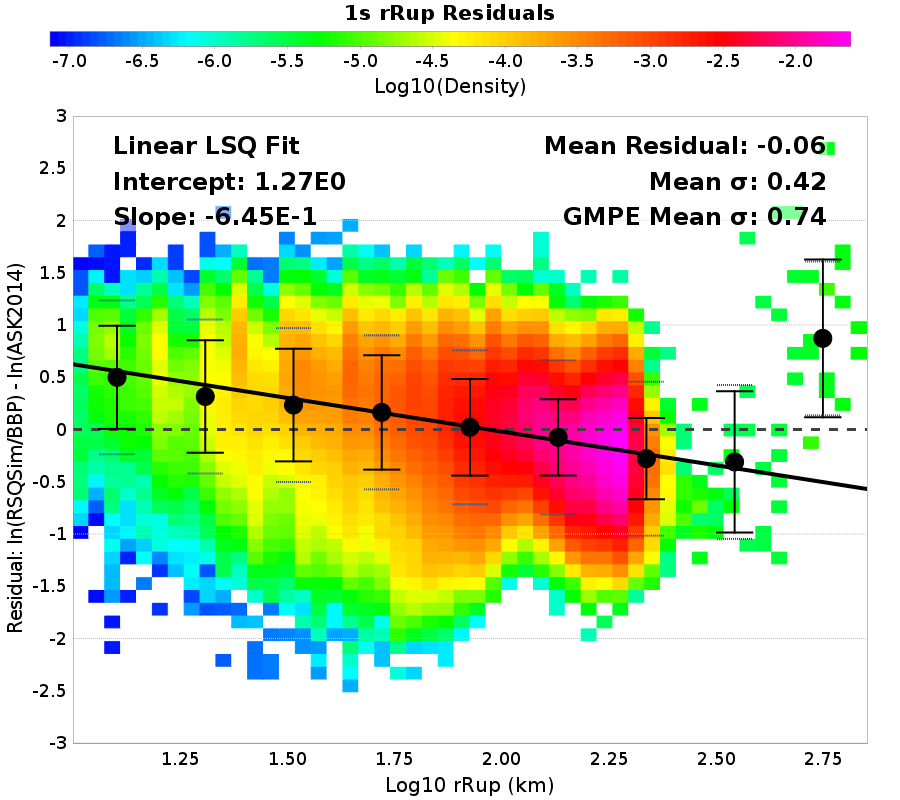 1s rRup Residuals
-7.0 -6.5 -6.0 -5.5 -5.0 -4.5 -4.0 -3.5 -3.0 -2.5 -2.0
Log10(Density)
Linear LSQ Fit
Intercept: 1.27E0
Slope: -6.45E-1
Mean Residual: -0.06
Mean σ: 0.42
GMPE Mean σ: 0.74
Residual: ln(RSQSim/BBP) - ln(ASK2014)
3
2.5
2
1.5
1
0.5
0
-0.5
-1
-1.5
-2
-2.5
-3
1.25 1.50 1.75 2.00 2.25 2.50 2.75
Log10 rRup (km)